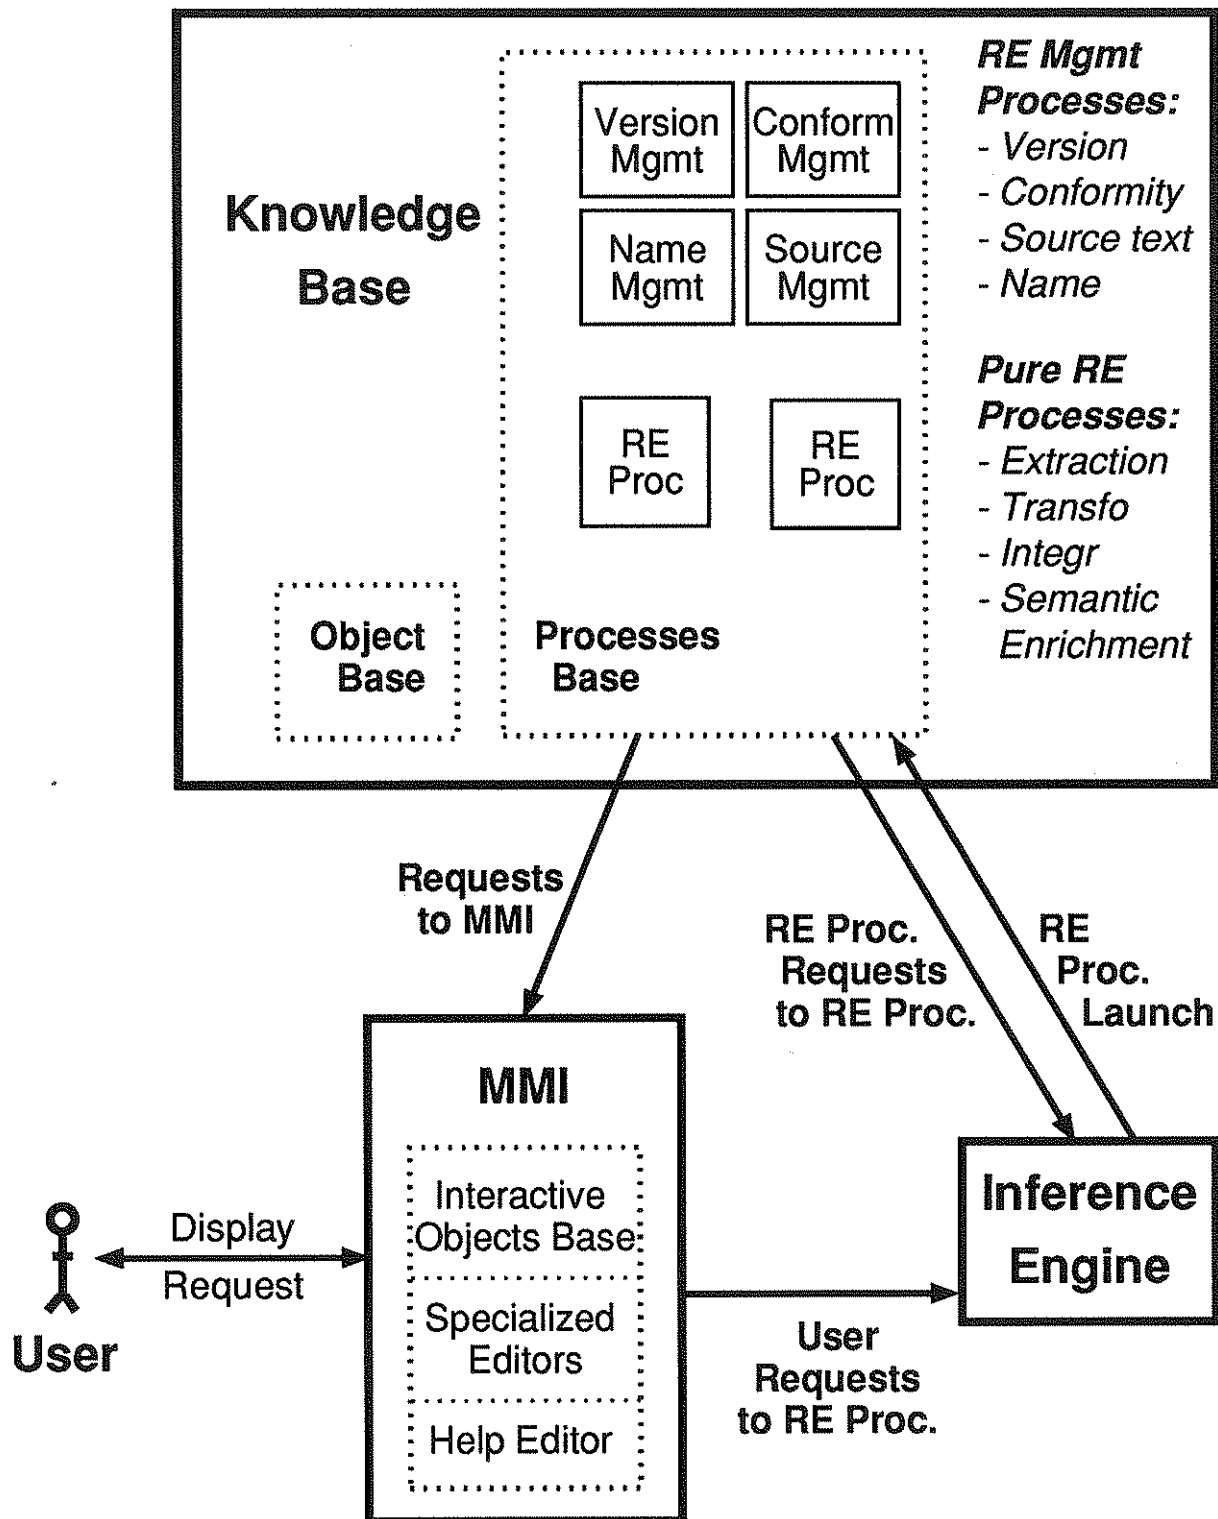 Knowledge
Base
Version
Mgmt
Conform
Mgmt
Name
Mgmt
Source
Mgmt
RE
Proc
RE
Proc
Object
Base
Processes
Base
RE Mgmt
Processes:
- Version
- Conformity
- Source text
- Name
Pure RE
Processes:
- Extraction
- Transfo
- Integr
- Semantic
Enrichment
Requests
to MMI
RE Proc.
Requests
to RE Proc.
RE
Proc.
Launch
MMI
Interactive
Objects Base
Specialized
Editors
Help Editor
Display
Request
User
User
Requests
to RE Proc.
Inference
Engine